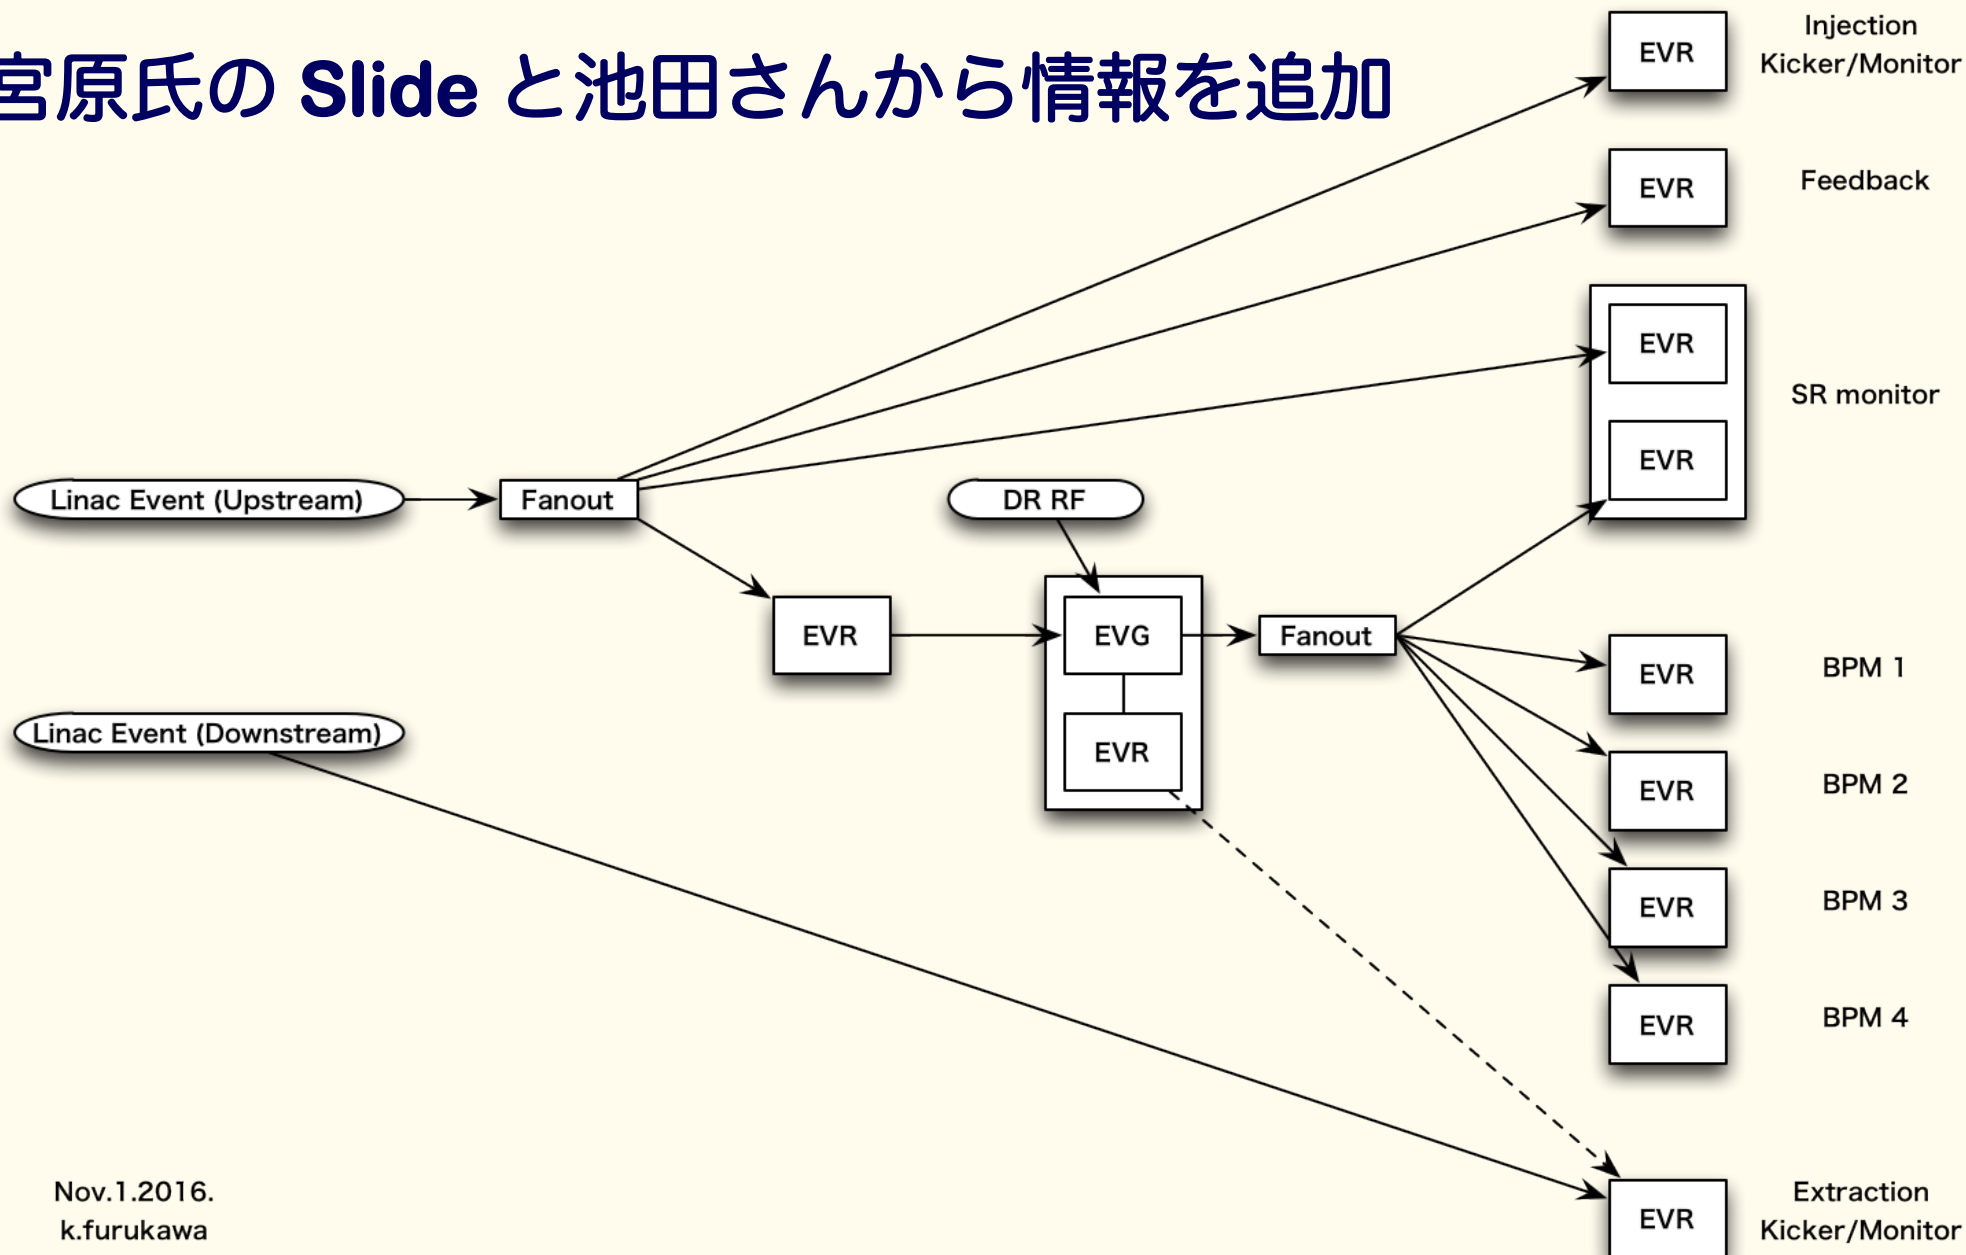 宮原氏の Slide と池田さんから情報を追加
Injection
Kicker/Monitor
EVR
Feedback
EVR
EVR
SR monitor
EVR
Linac Event (Upstream)
Fanout
DR RF
EVR
EVG
Fanout
EVR
BPM 1
Linac Event (Downstream)
EVR
EVR
BPM 2
EVR
BPM 3
EVR
BPM 4
Nov.1.2016.
k.furukawa
EVR
Extraction
Kicker/Monitor